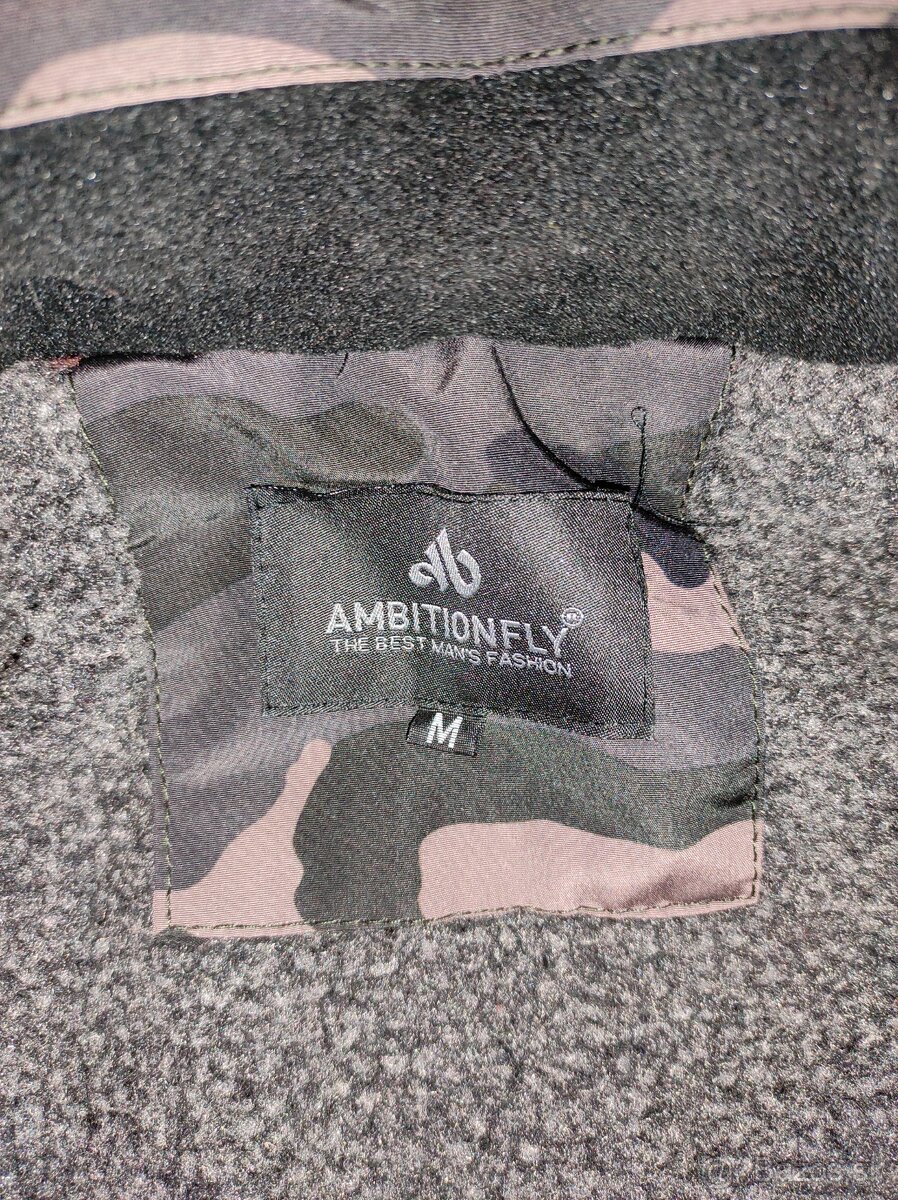 AMBITIONFLY
THE BEST MAN'S FASHION
M